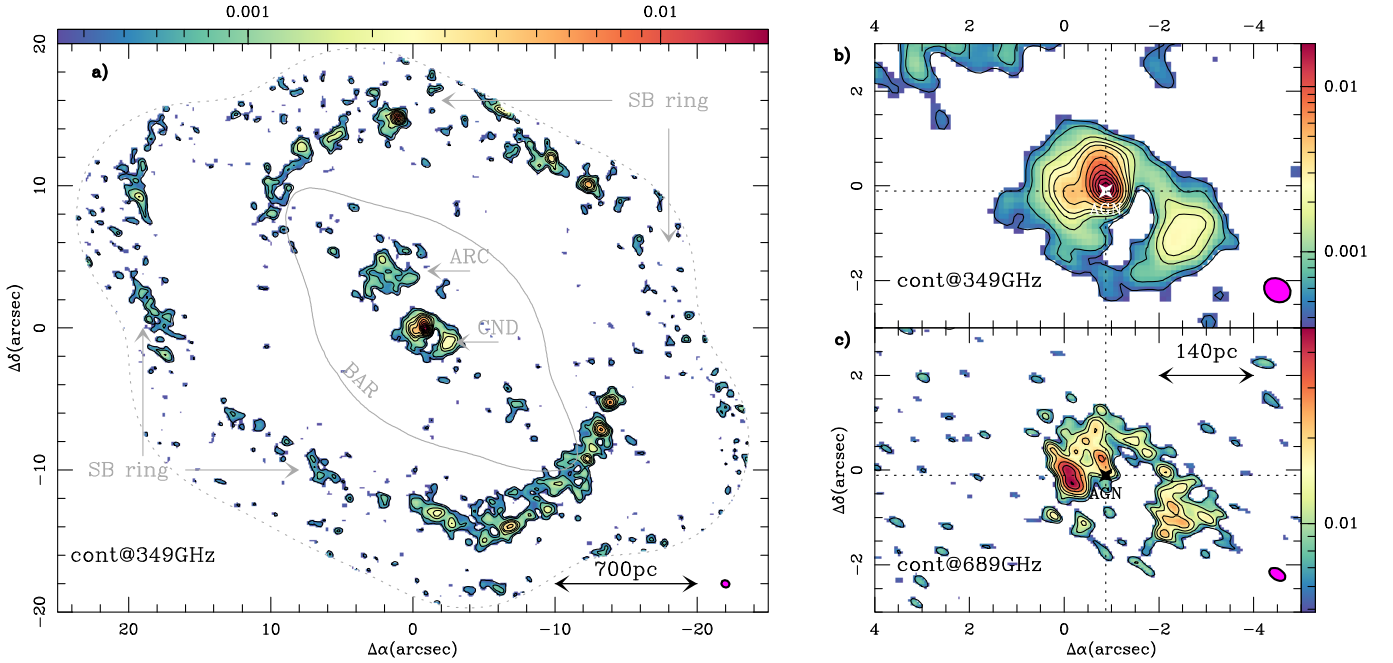 0.001 0.01
a)
SB ring
ARC
CND
BAR
SB ring
cont@349GHz
700pc
20
10
0
−10
−20
Δδ(arcsec)
20 10 0 −10 −20
Δα(arcsec)
4 2 0 −2 −4
b)
2
0
−2
AGN
cont@349GHz
0.01
0.001
c)
140pc
2
0
−2
Δδ(arcsec)
AGN
cont@689GHz
0.01
4 2 0 −2 −4
Δα(arcsec)